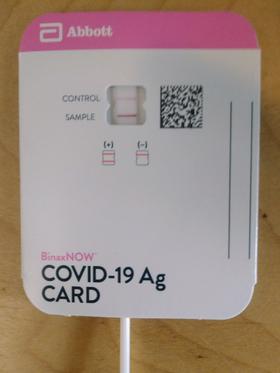 Abbott
CONTROL
SAMPLE
(+) (-)
BinaxNOW™
COVID-19 Ag
CARD